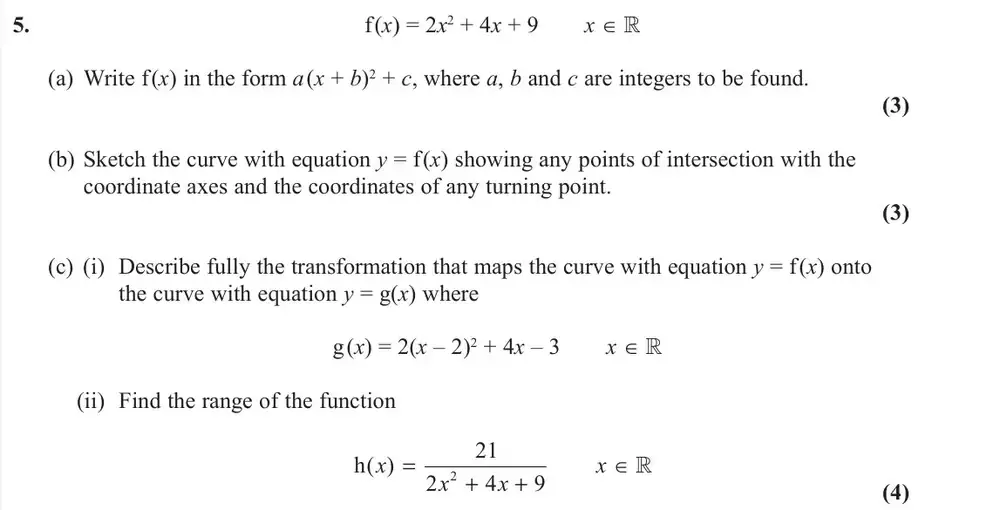 5. f(x) = 2x² + 4x + 9 x ∈ ℝ
(a) Write f(x) in the form a(x + b)² + c, where a, b and c are integers to be found.
(3)
(b) Sketch the curve with equation y = f(x) showing any points of intersection with the
coordinate axes and the coordinates of any turning point.
(3)
(c) (i) Describe fully the transformation that maps the curve with equation y = f(x) onto
the curve with equation y = g(x) where
g(x) = 2(x – 2)² + 4x – 3 x ∈ ℝ
(ii) Find the range of the function
h(x) = 21 / (2x² + 4x + 9) x ∈ ℝ
(4)